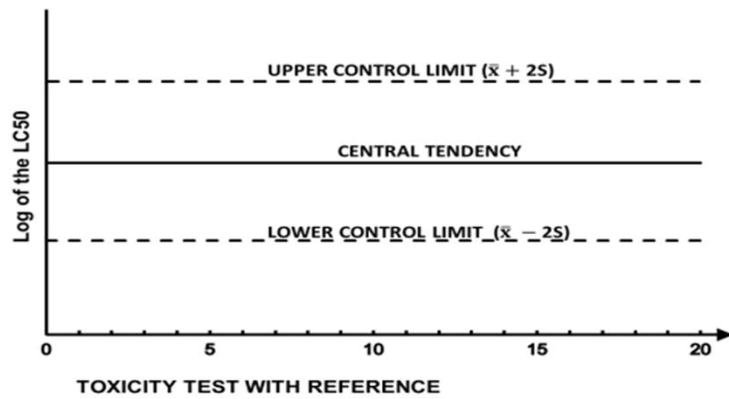 Log of the LC50
UPPER CONTROL LIMIT (x̄ + 2S)
CENTRAL TENDENCY
LOWER CONTROL LIMIT (x̄ − 2S)
0 5 10 15 20
TOXICITY TEST WITH REFERENCE